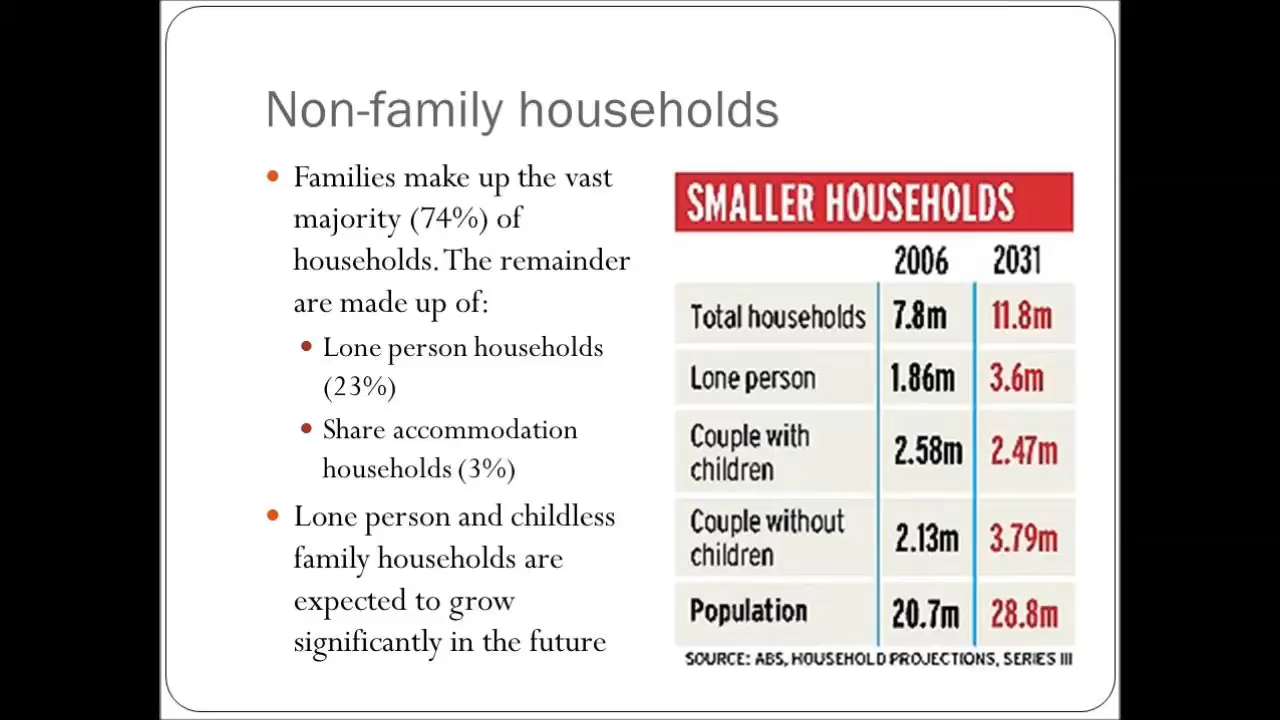 Non-family households
Families make up the vast
majority (74%) of
households. The remainder
are made up of:
Lone person households
(23%)
Share accommodation
households (3%)
Lone person and childless
family households are
expected to grow
significantly in the future
SMALLER HOUSEHOLDS
2006 2031
Total households 7.8m 11.8m
Lone person 1.86m 3.6m
Couple with
children 2.58m 2.47m
Couple without
children 2.13m 3.79m
Population 20.7m 28.8m
SOURCE: ABS, HOUSEHOLD PROJECTIONS, SERIES III